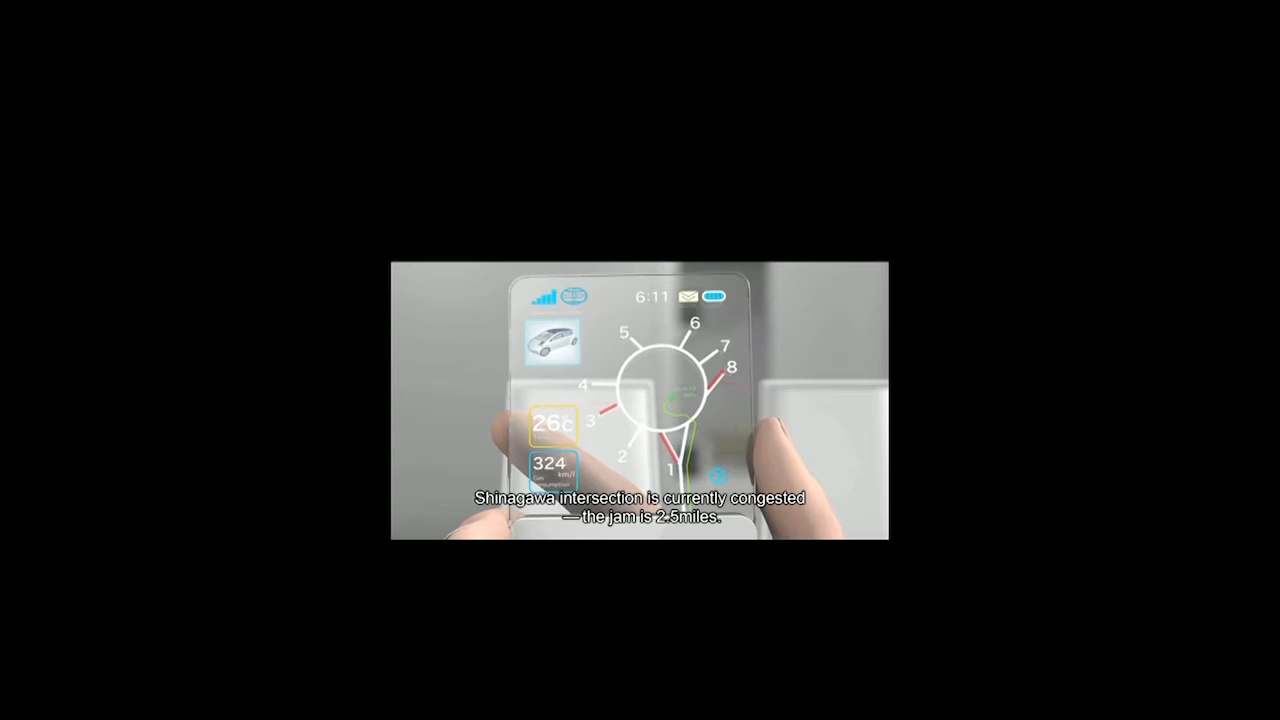 6:11
6
5
7
8
4
26°c
3
2
324
km/l
1
Shinagawa intersection is currently congested
—the jam is 2.5miles.